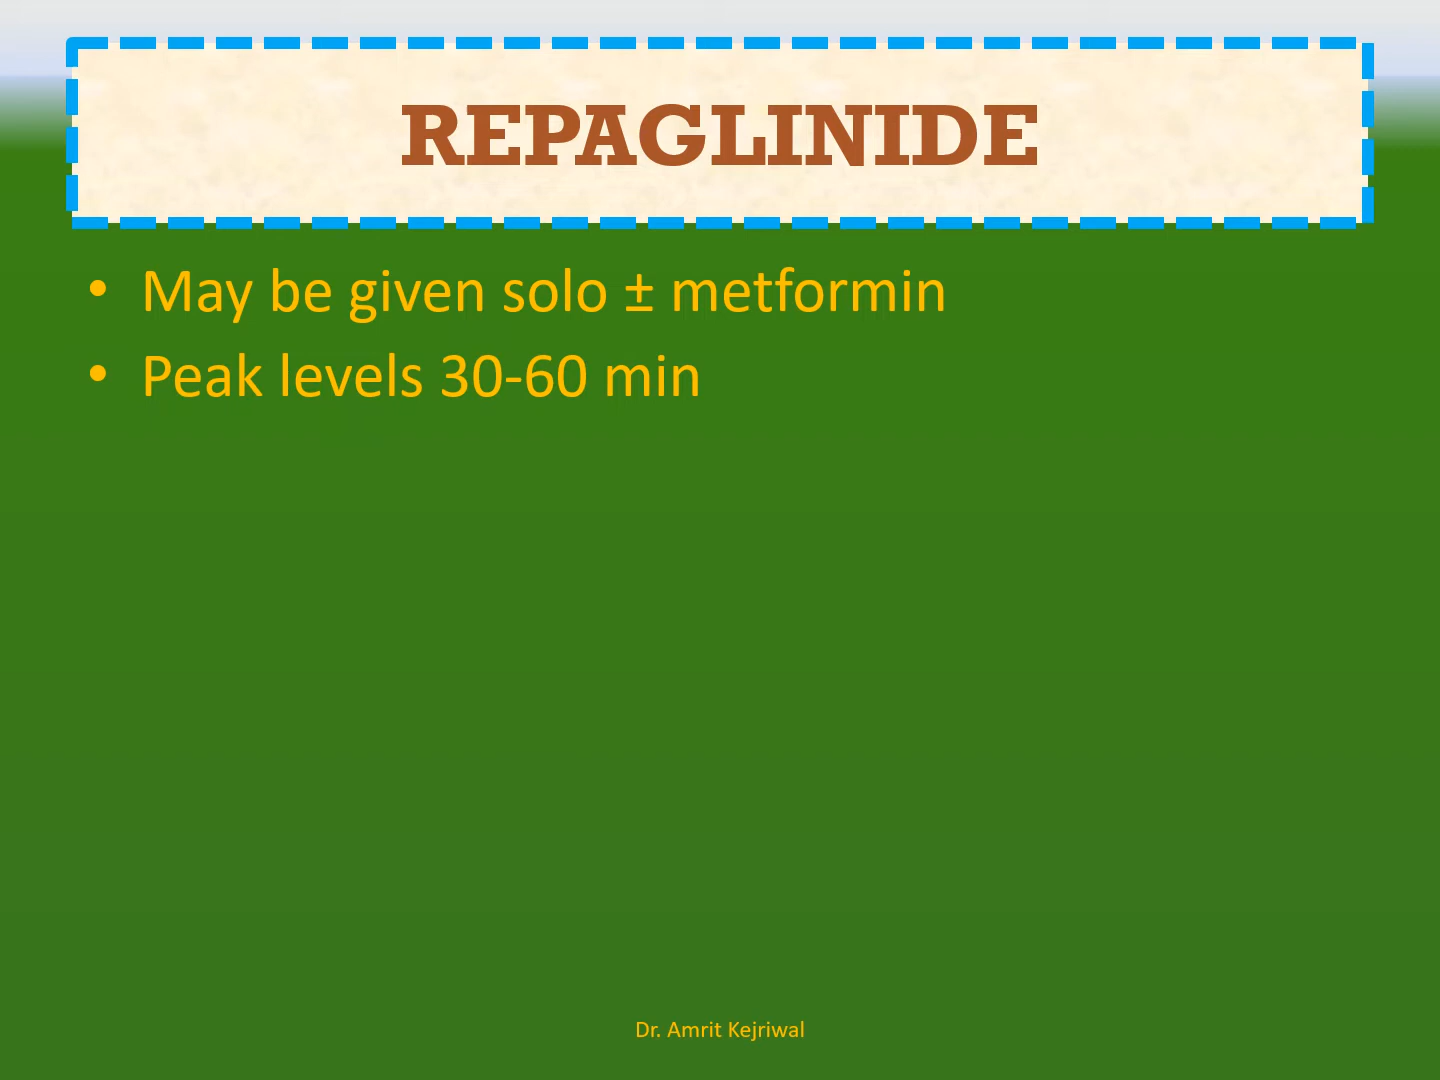 REPAGLINIDE
• May be given solo ± metformin
• Peak levels 30-60 min
Dr. Amrit Kejriwal